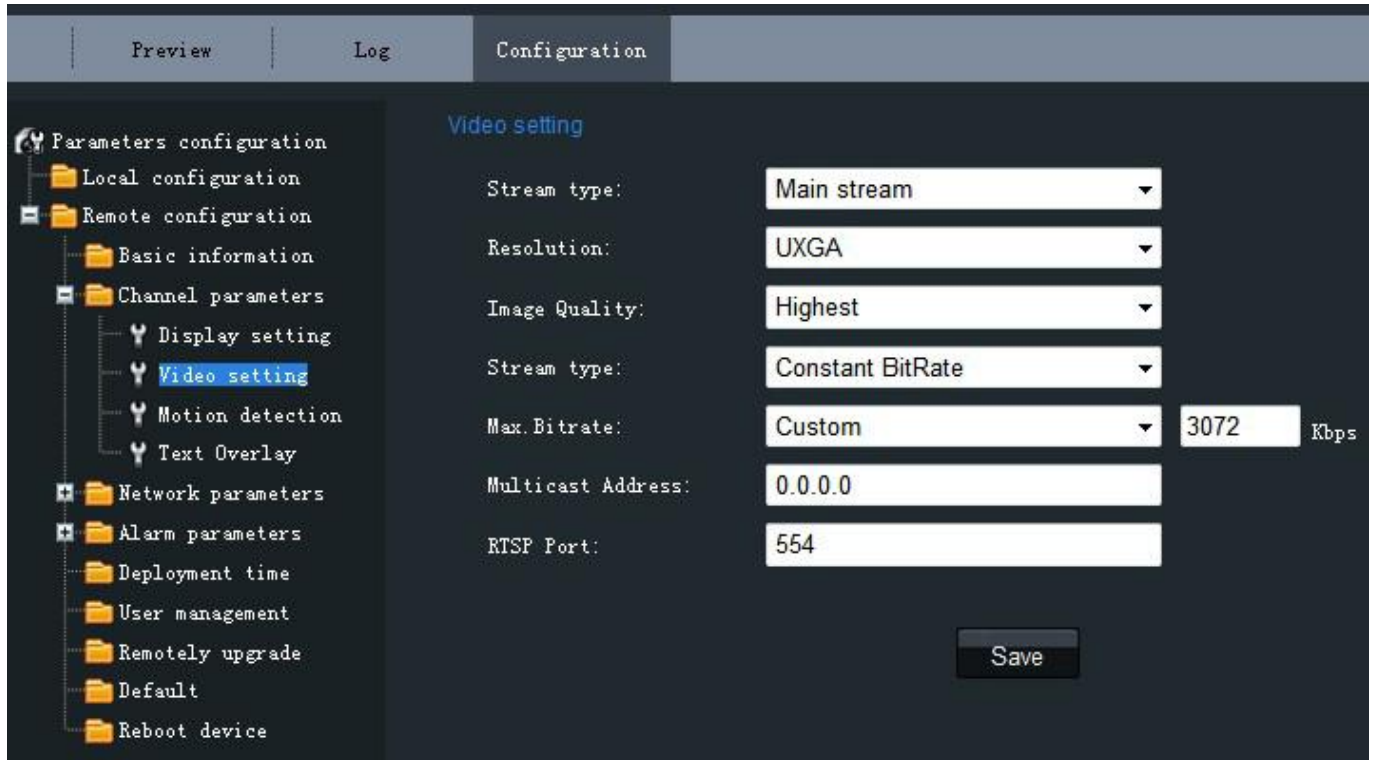 Preview Log Configuration
Parameters configuration
Local configuration
Remote configuration
Basic information
Channel parameters
Display setting
Video setting
Motion detection
Text Overlay
Network parameters
Alarm parameters
Deployment time
User management
Remotely upgrade
Default
Reboot device
Video setting
Stream type: Main stream
Resolution: UXGA
Image Quality: Highest
Stream type: Constant BitRate
Max.Bitrate: Custom 3072 Kbps
Multicast Address: 0.0.0.0
RTSP Port: 554
Save